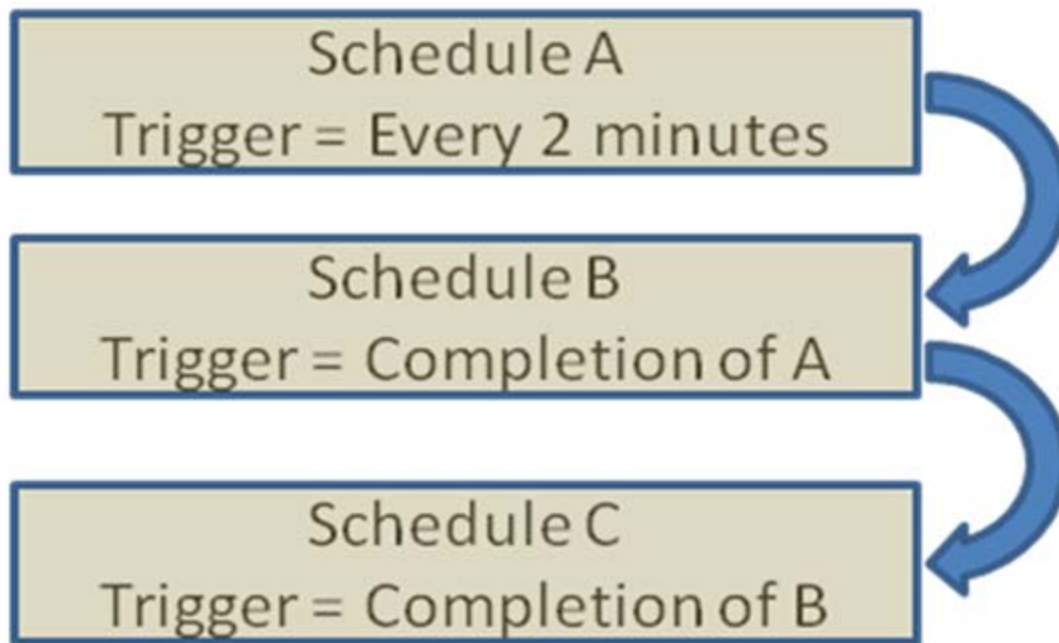 Schedule A
Trigger = Every 2 minutes
Schedule B
Trigger = Completion of A
Schedule C
Trigger = Completion of B